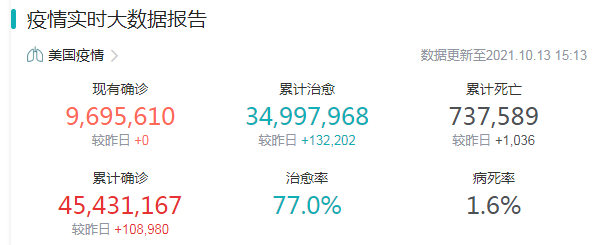 疫情实时大数据报告
美国疫情 数据更新至2021.10.13 15:13
现有确诊 累计治愈 累计死亡
9,695,610 34,997,968 737,589
较昨日 +0 较昨日 +132,202 较昨日 +1,036
累计确诊 治愈率 病死率
45,431,167 77.0% 1.6%
较昨日 +108,980